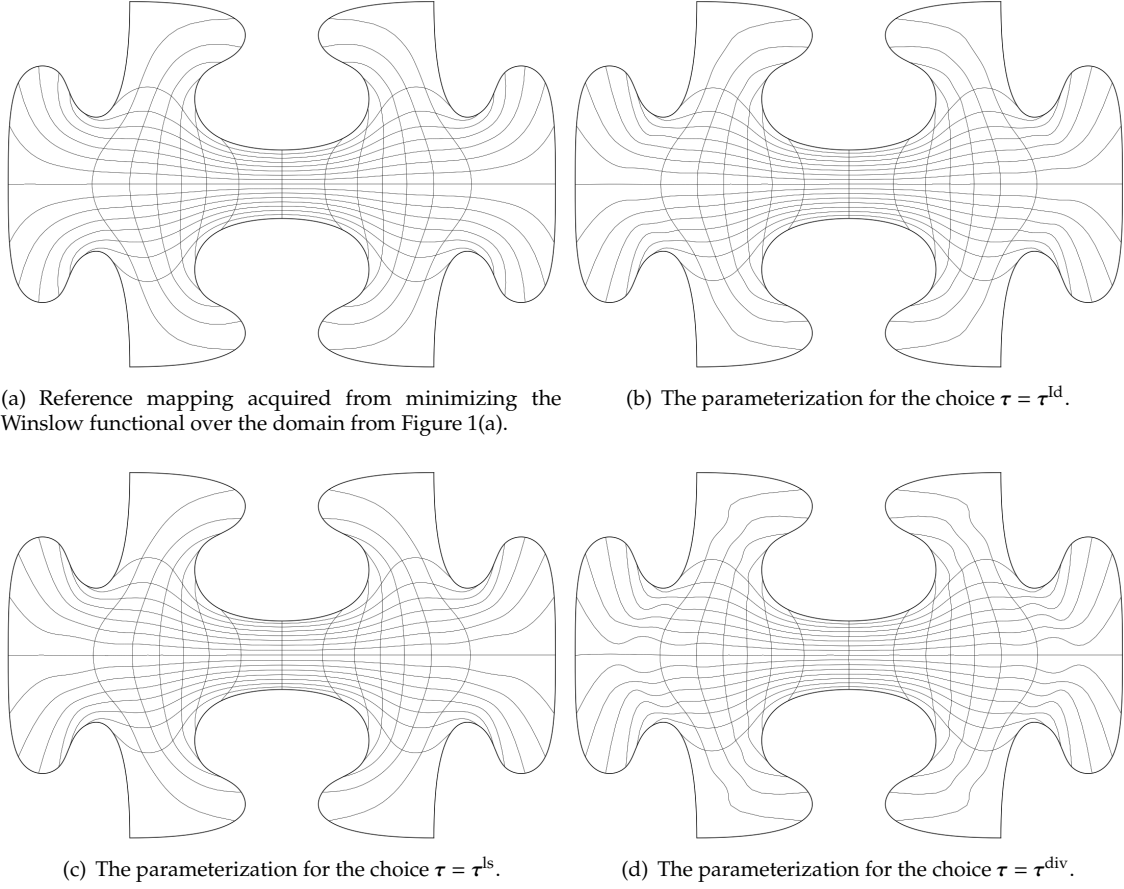 (a) Reference mapping acquired from minimizing the
Winslow functional over the domain from Figure 1(a).
(b) The parameterization for the choice τ = τ^Id.
(c) The parameterization for the choice τ = τ^ls.
(d) The parameterization for the choice τ = τ^div.